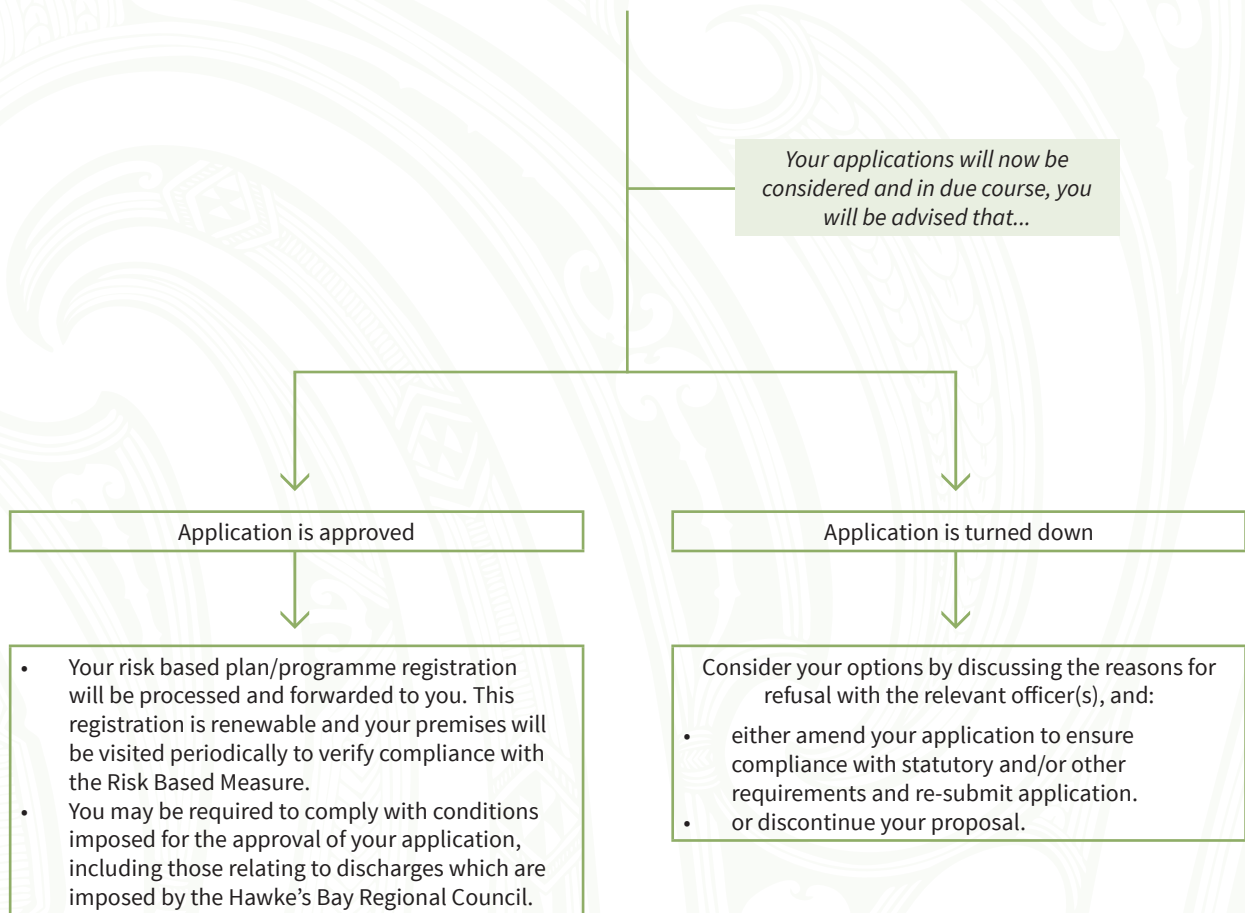 Your applications will now be
considered and in due course, you
will be advised that...
Application is approved
Application is turned down
• Your risk based plan/programme registration
will be processed and forwarded to you. This
registration is renewable and your premises will
be visited periodically to verify compliance with
the Risk Based Measure.
• You may be required to comply with conditions
imposed for the approval of your application,
including those relating to discharges which are
imposed by the Hawke’s Bay Regional Council.
Consider your options by discussing the reasons for
refusal with the relevant officer(s), and:
• either amend your application to ensure
compliance with statutory and/or other
requirements and re-submit application.
• or discontinue your proposal.